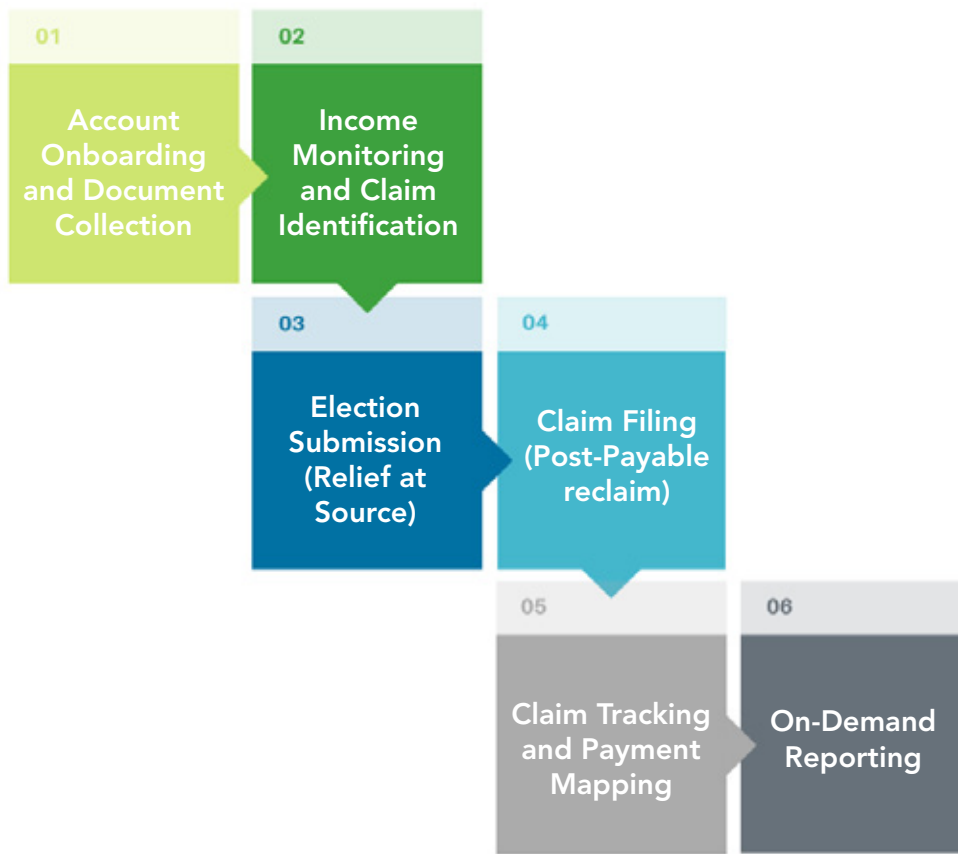 01
Account
Onboarding
and Document
Collection
02
Income
Monitoring
and Claim
Identification
03
Election
Submission
(Relief at
Source)
04
Claim Filing
(Post-Payable
reclaim)
05
Claim Tracking
and Payment
Mapping
06
On-Demand
Reporting